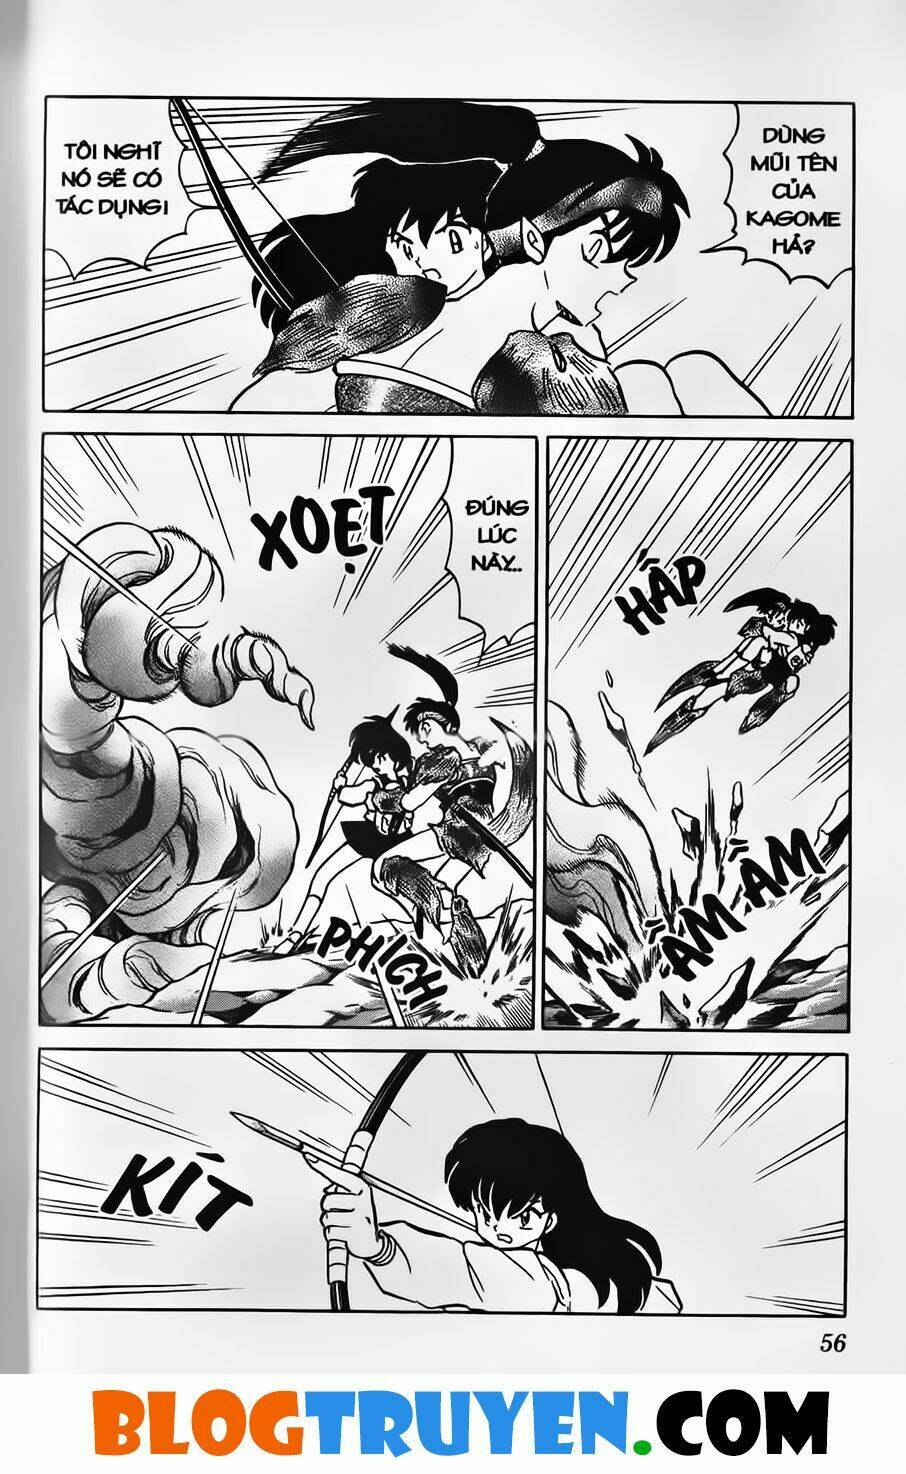 DÙNG
MŨI TÊN
CỦA
KAGOME
HẢ?
TÔI NGHĨ
NÓ SẼ CÓ
TÁC DỤNG!
HẤP
ẦM ẦM
ĐÚNG
LÚC
NÀY...
XOẸT
PHỊCH
KÍT
56
BLOGTRUYEN.COM